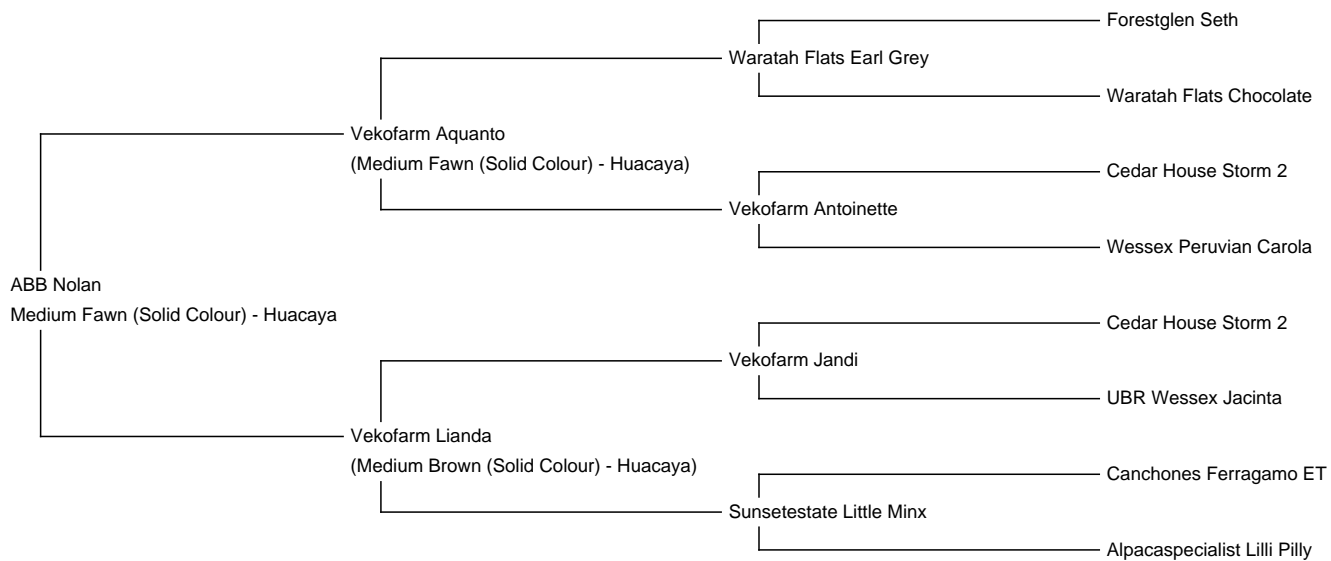 Forestglen Seth
Waratah Flats Earl Grey
Waratah Flats Chocolate
Vekofarm Aquanto
(Medium Fawn (Solid Colour) - Huacaya)
Cedar House Storm 2
Vekofarm Antoinette
Wessex Peruvian Carola
ABB Nolan
Medium Fawn (Solid Colour) - Huacaya
Cedar House Storm 2
Vekofarm Jandi
UBR Wessex Jacinta
Vekofarm Lianda
(Medium Brown (Solid Colour) - Huacaya)
Canchones Ferragamo ET
Sunsetestate Little Minx
Alpacaspecialist Lilli Pilly